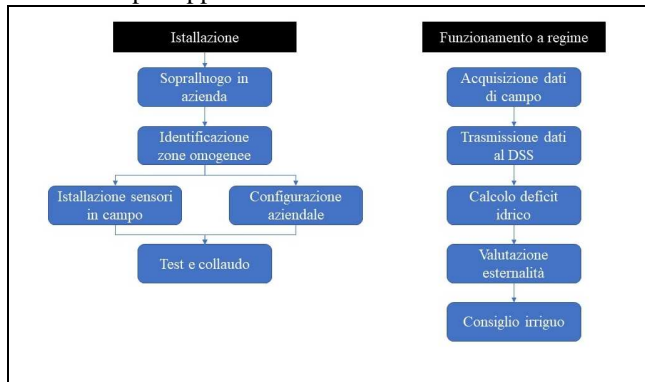 Istallazione
Sopralluogo in
azienda
Identificazione
zone omogenee
Istallazione sensori
in campo
Configurazione
aziendale
Test e collaudo
Funzionamento a regime
Acquisizione dati
di campo
Trasmissione dati
al DSS
Calcolo deficit
idrico
Valutazione
esternalità
Consiglio irriguo